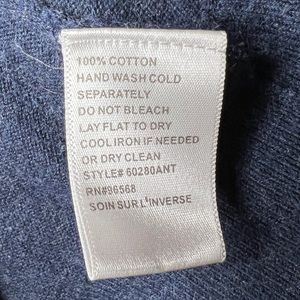 100% COTTON
HAND WASH COLD
SEPARATELY
DO NOT BLEACH
LAY FLAT TO DRY
COOL IRON IF NEEDED
OR DRY CLEAN
STYLE# 60280ANT
RN#96568
SOIN SUR L'INVERSE